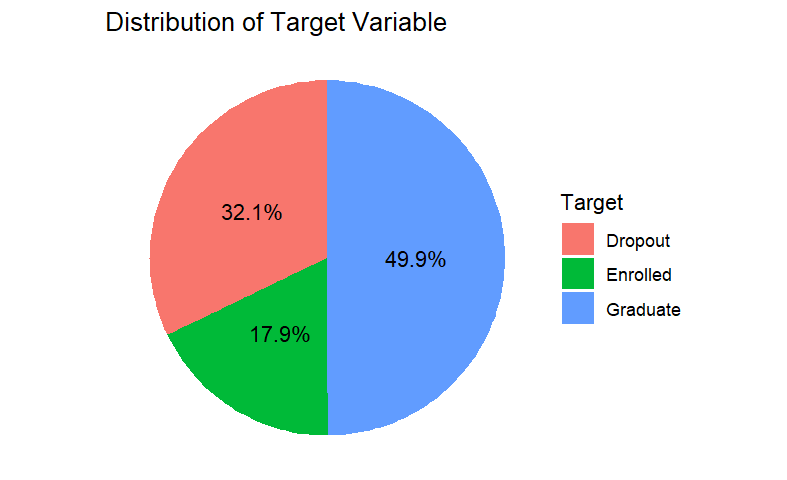 Distribution of Target Variable
32.1%
49.9%
17.9%
Target
Dropout
Enrolled
Graduate